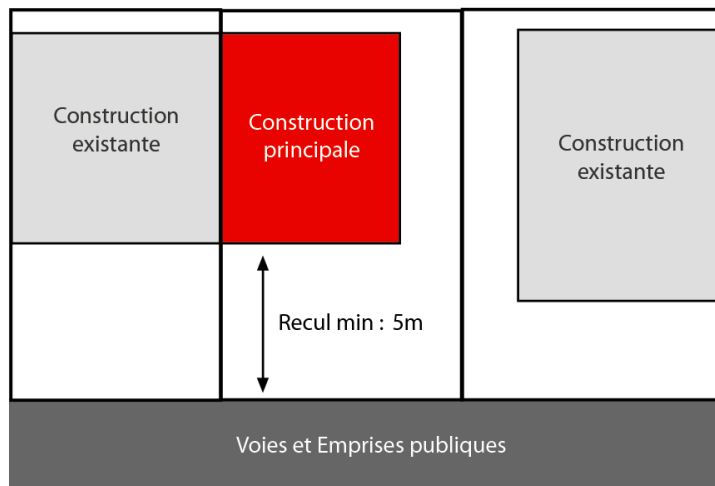 Construction
existante
Construction
principale
Construction
existante
Recul min : 5m
Voies et Emprises publiques